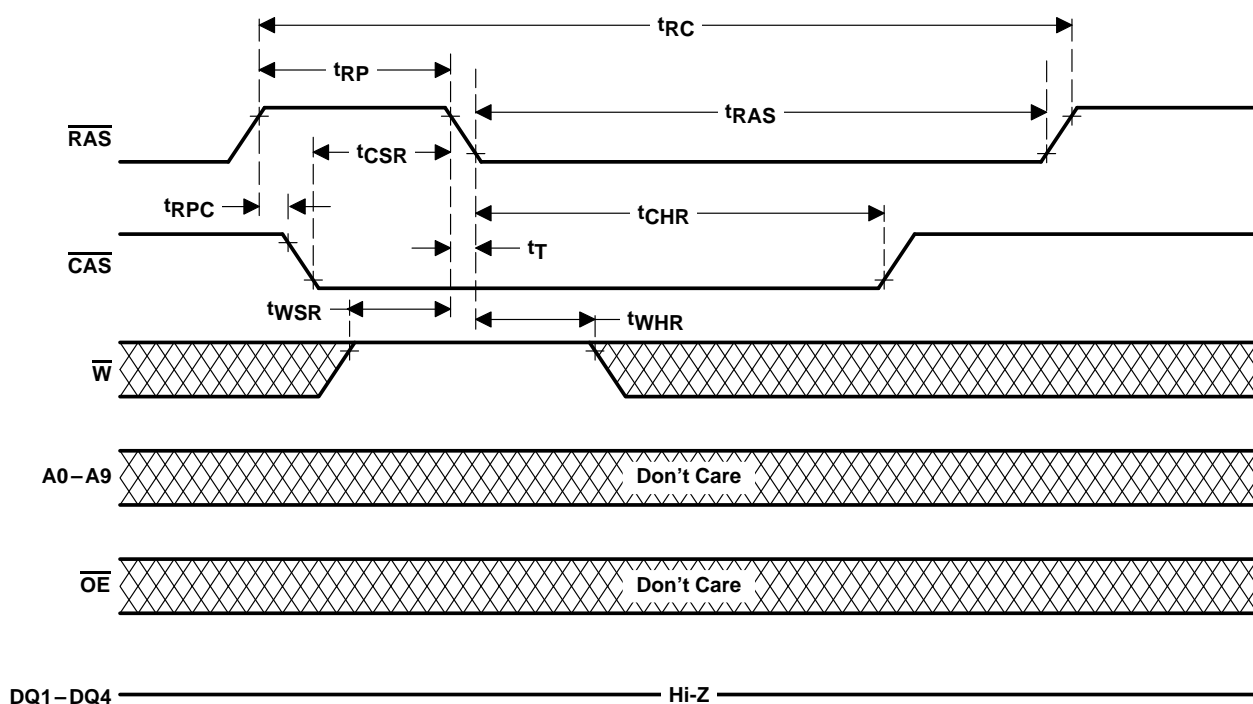 tRC
tRP
tRAS
RAS
tCSR
tRPC
tCHR
tT
CAS
tWSR
tWHR
W
A0–A9
Don't Care
OE
Don't Care
DQ1–DQ4
Hi-Z